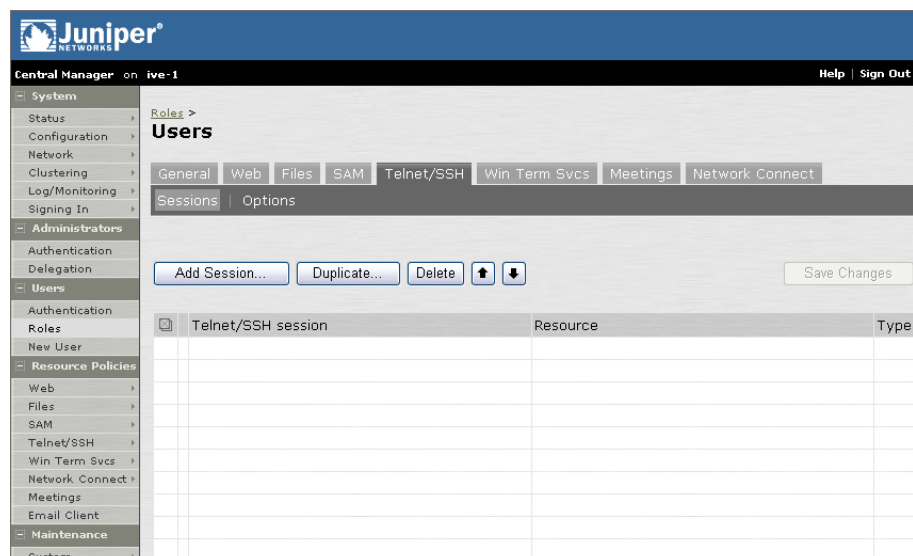 Juniper®
NETWORKS
Central Manager on ive-1
Help | Sign Out
System
Status
Configuration
Network
Clustering
Log/Monitoring
Signing In
Administrators
Authentication
Delegation
Users
Authentication
Roles
New User
Resource Policies
Web
Files
SAM
Telnet/SSH
Win Term Svcs
Network Connect
Meetings
Email Client
Maintenance
System
Roles >
Users
General Web Files SAM Telnet/SSH Win Term Svcs Meetings Network Connect
Sessions | Options
Add Session... Duplicate... Delete Save Changes
Telnet/SSH session Resource Type